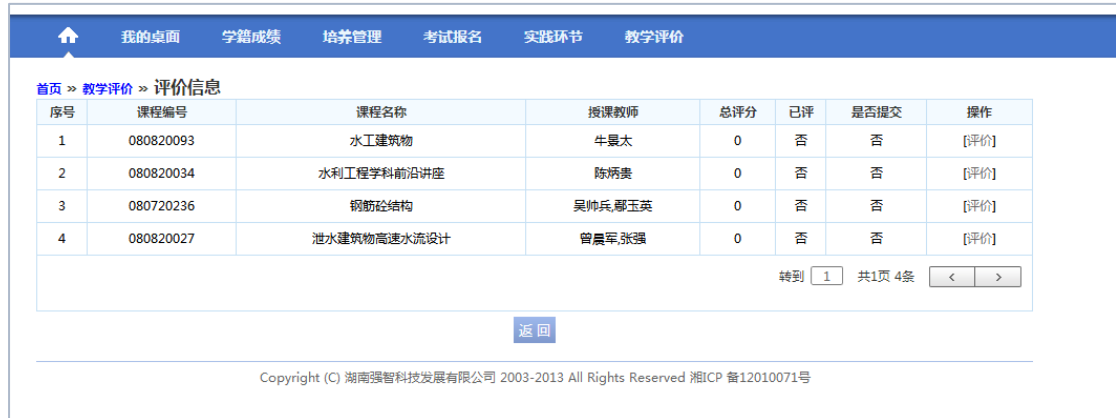 我的桌面 学籍成绩 培养管理 考试报名 实践环节 教学评价
首页 » 教学评价 » 评价信息
序号 课程编号 课程名称 授课教师 总评分 已评 是否提交 操作
1 080820093 水工建筑物 牛景太 0 否 否 [评价]
2 080820034 水利工程学科前沿讲座 陈炳贵 0 否 否 [评价]
3 080720236 钢筋砼结构 吴帅兵,鄢玉英 0 否 否 [评价]
4 080820027 泄水建筑物高速水流设计 曾晨军,张强 0 否 否 [评价]
转到 1 共1页 4条 < >
返 回
Copyright (C) 湖南强智科技发展有限公司 2003-2013 All Rights Reserved 湘ICP 备12010071号